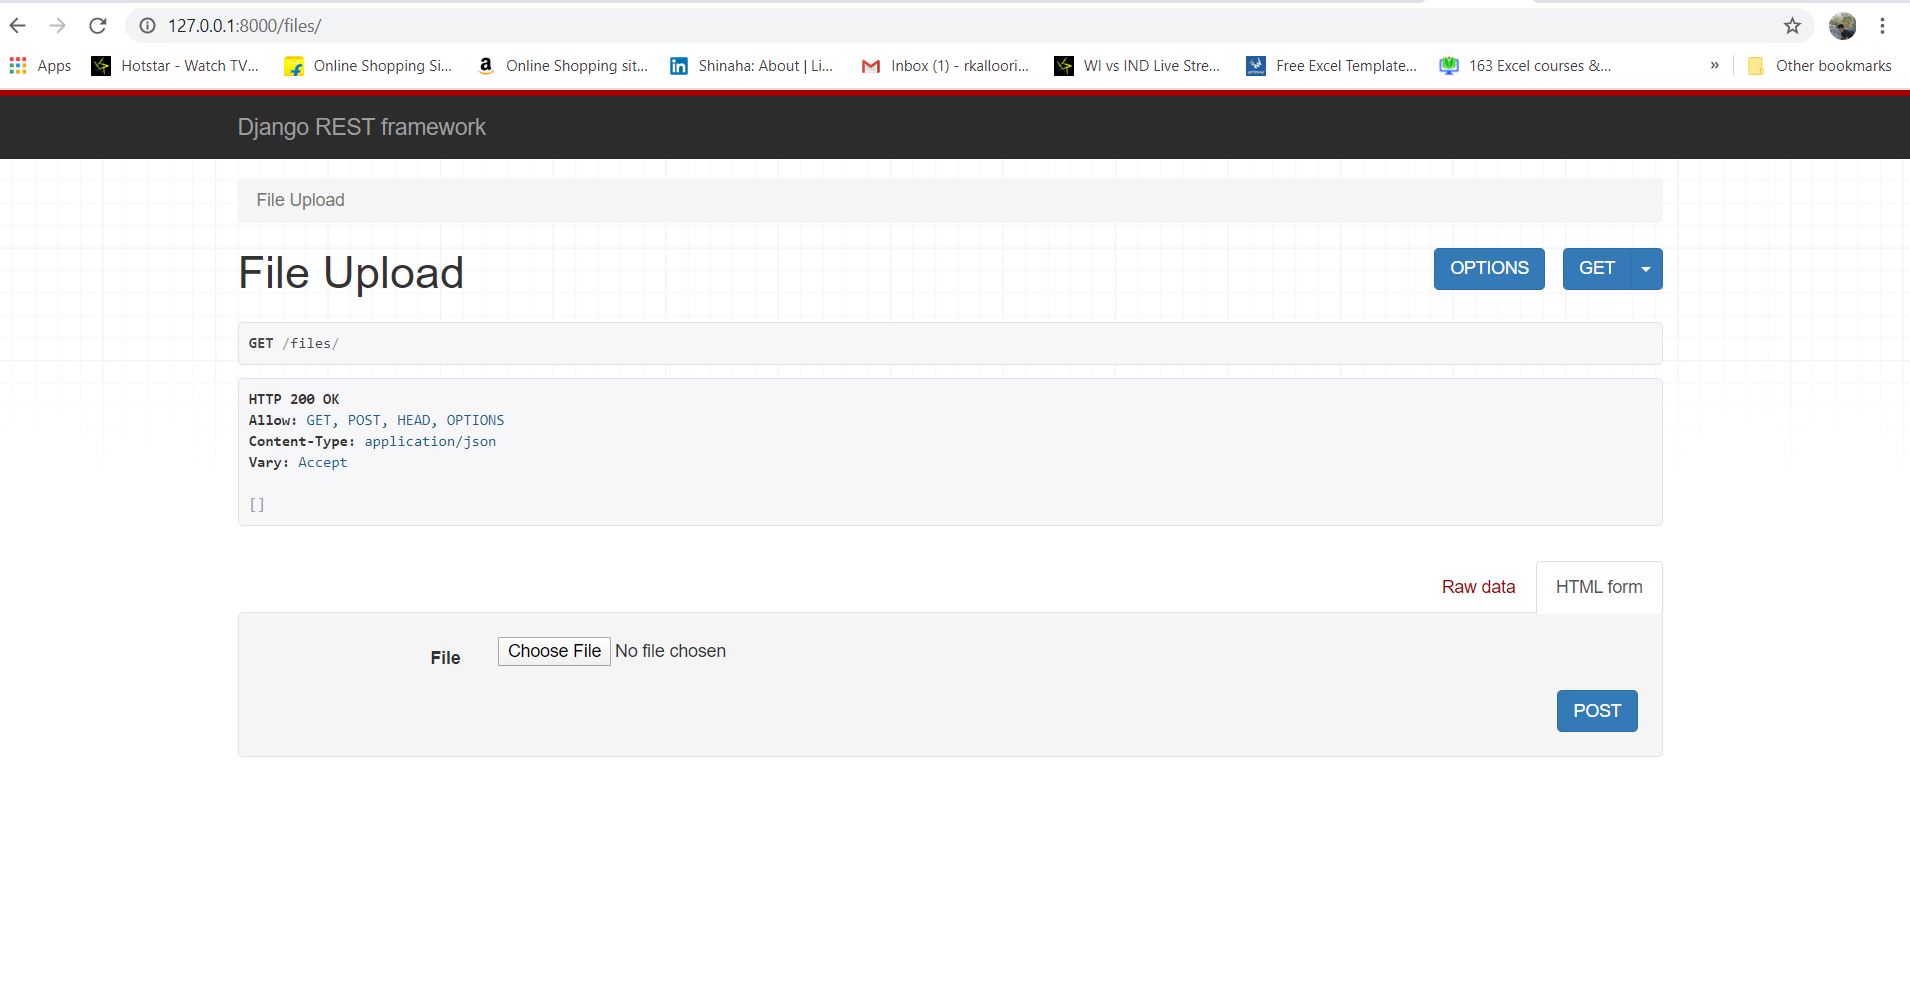 127.0.0.1:8000/files/
Apps Hotstar - Watch TV... Online Shopping Si... Online Shopping sit... Shinaha: About | Li... Inbox (1) - rkalloori... WI vs IND Live Stre... Free Excel Template... 163 Excel courses &... » Other bookmarks
Django REST framework
File Upload
File Upload OPTIONS GET
GET /files/
HTTP 200 OK
Allow: GET, POST, HEAD, OPTIONS
Content-Type: application/json
Vary: Accept
[]
Raw data HTML form
File Choose File No file chosen
POST